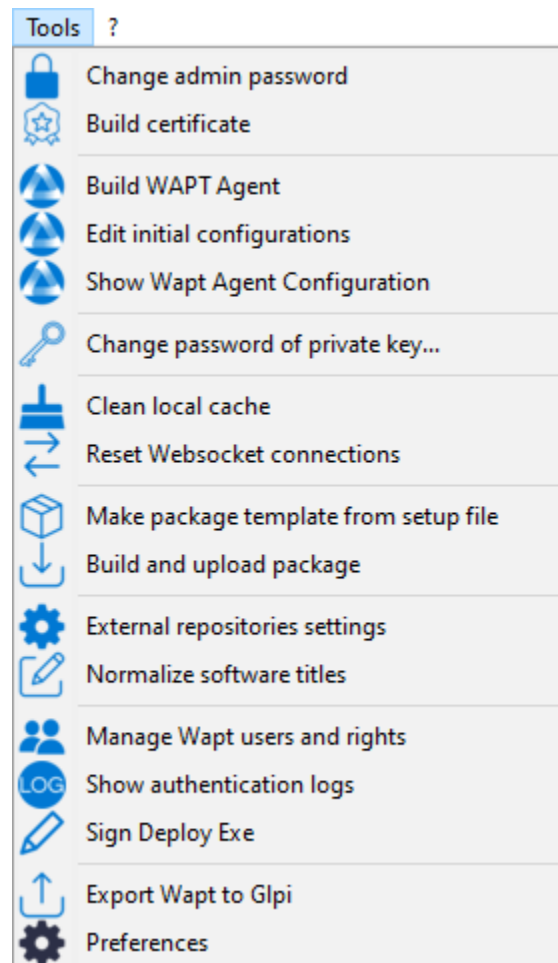 Tools ?
Change admin password
Build certificate
Build WAPT Agent
Edit initial configurations
Show Wapt Agent Configuration
Change password of private key...
Clean local cache
Reset Websocket connections
Make package template from setup file
Build and upload package
External repositories settings
Normalize software titles
Manage Wapt users and rights
LOG Show authentication logs
Sign Deploy Exe
Export Wapt to Glpi
Preferences